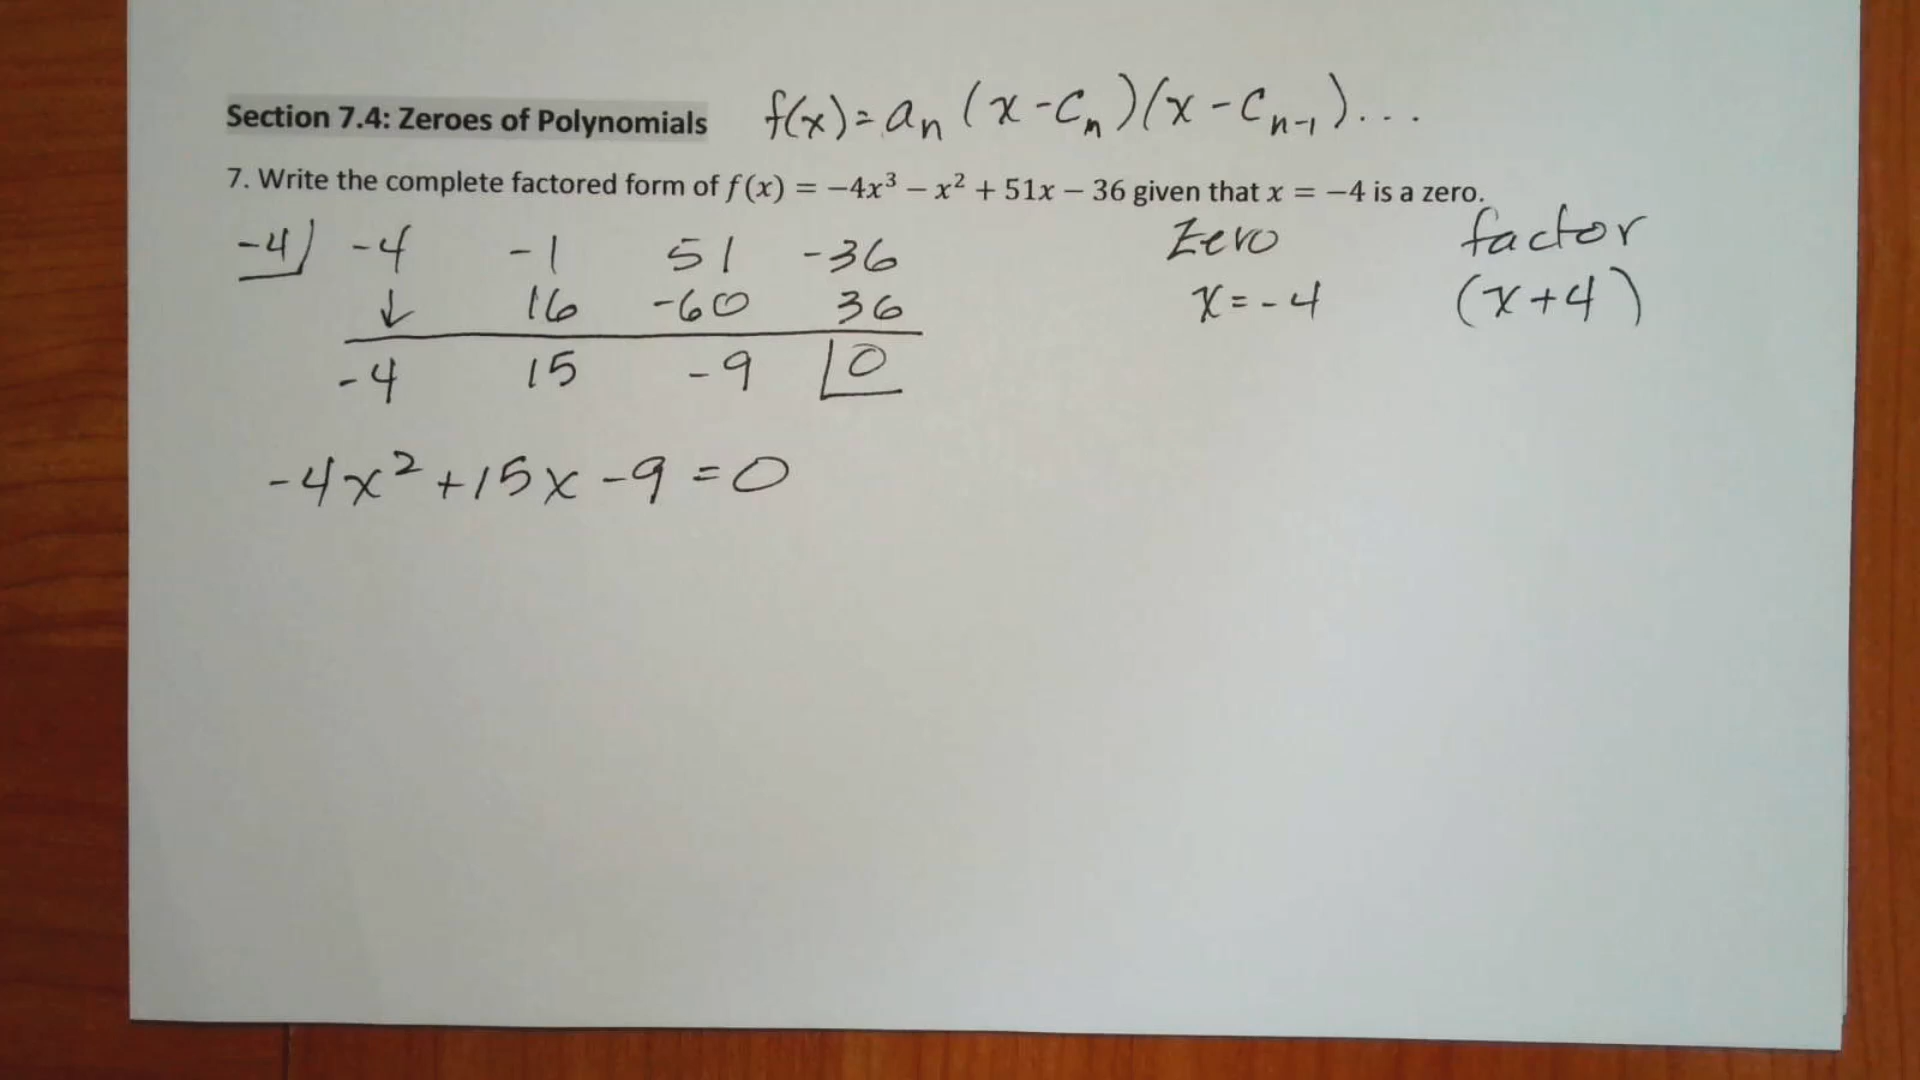 Section 7.4: Zeroes of Polynomials f(x) = aₙ (x - cₙ)(x - cₙ₋₁)...
7. Write the complete factored form of f(x) = −4x³ − x² + 51x − 36 given that x = −4 is a zero.
-4) -4 -1 51 -36 Zero factor
↓ 16 -60 36 x = -4 (x+4)
-4 15 -9 0
-4x² + 15x - 9 = 0